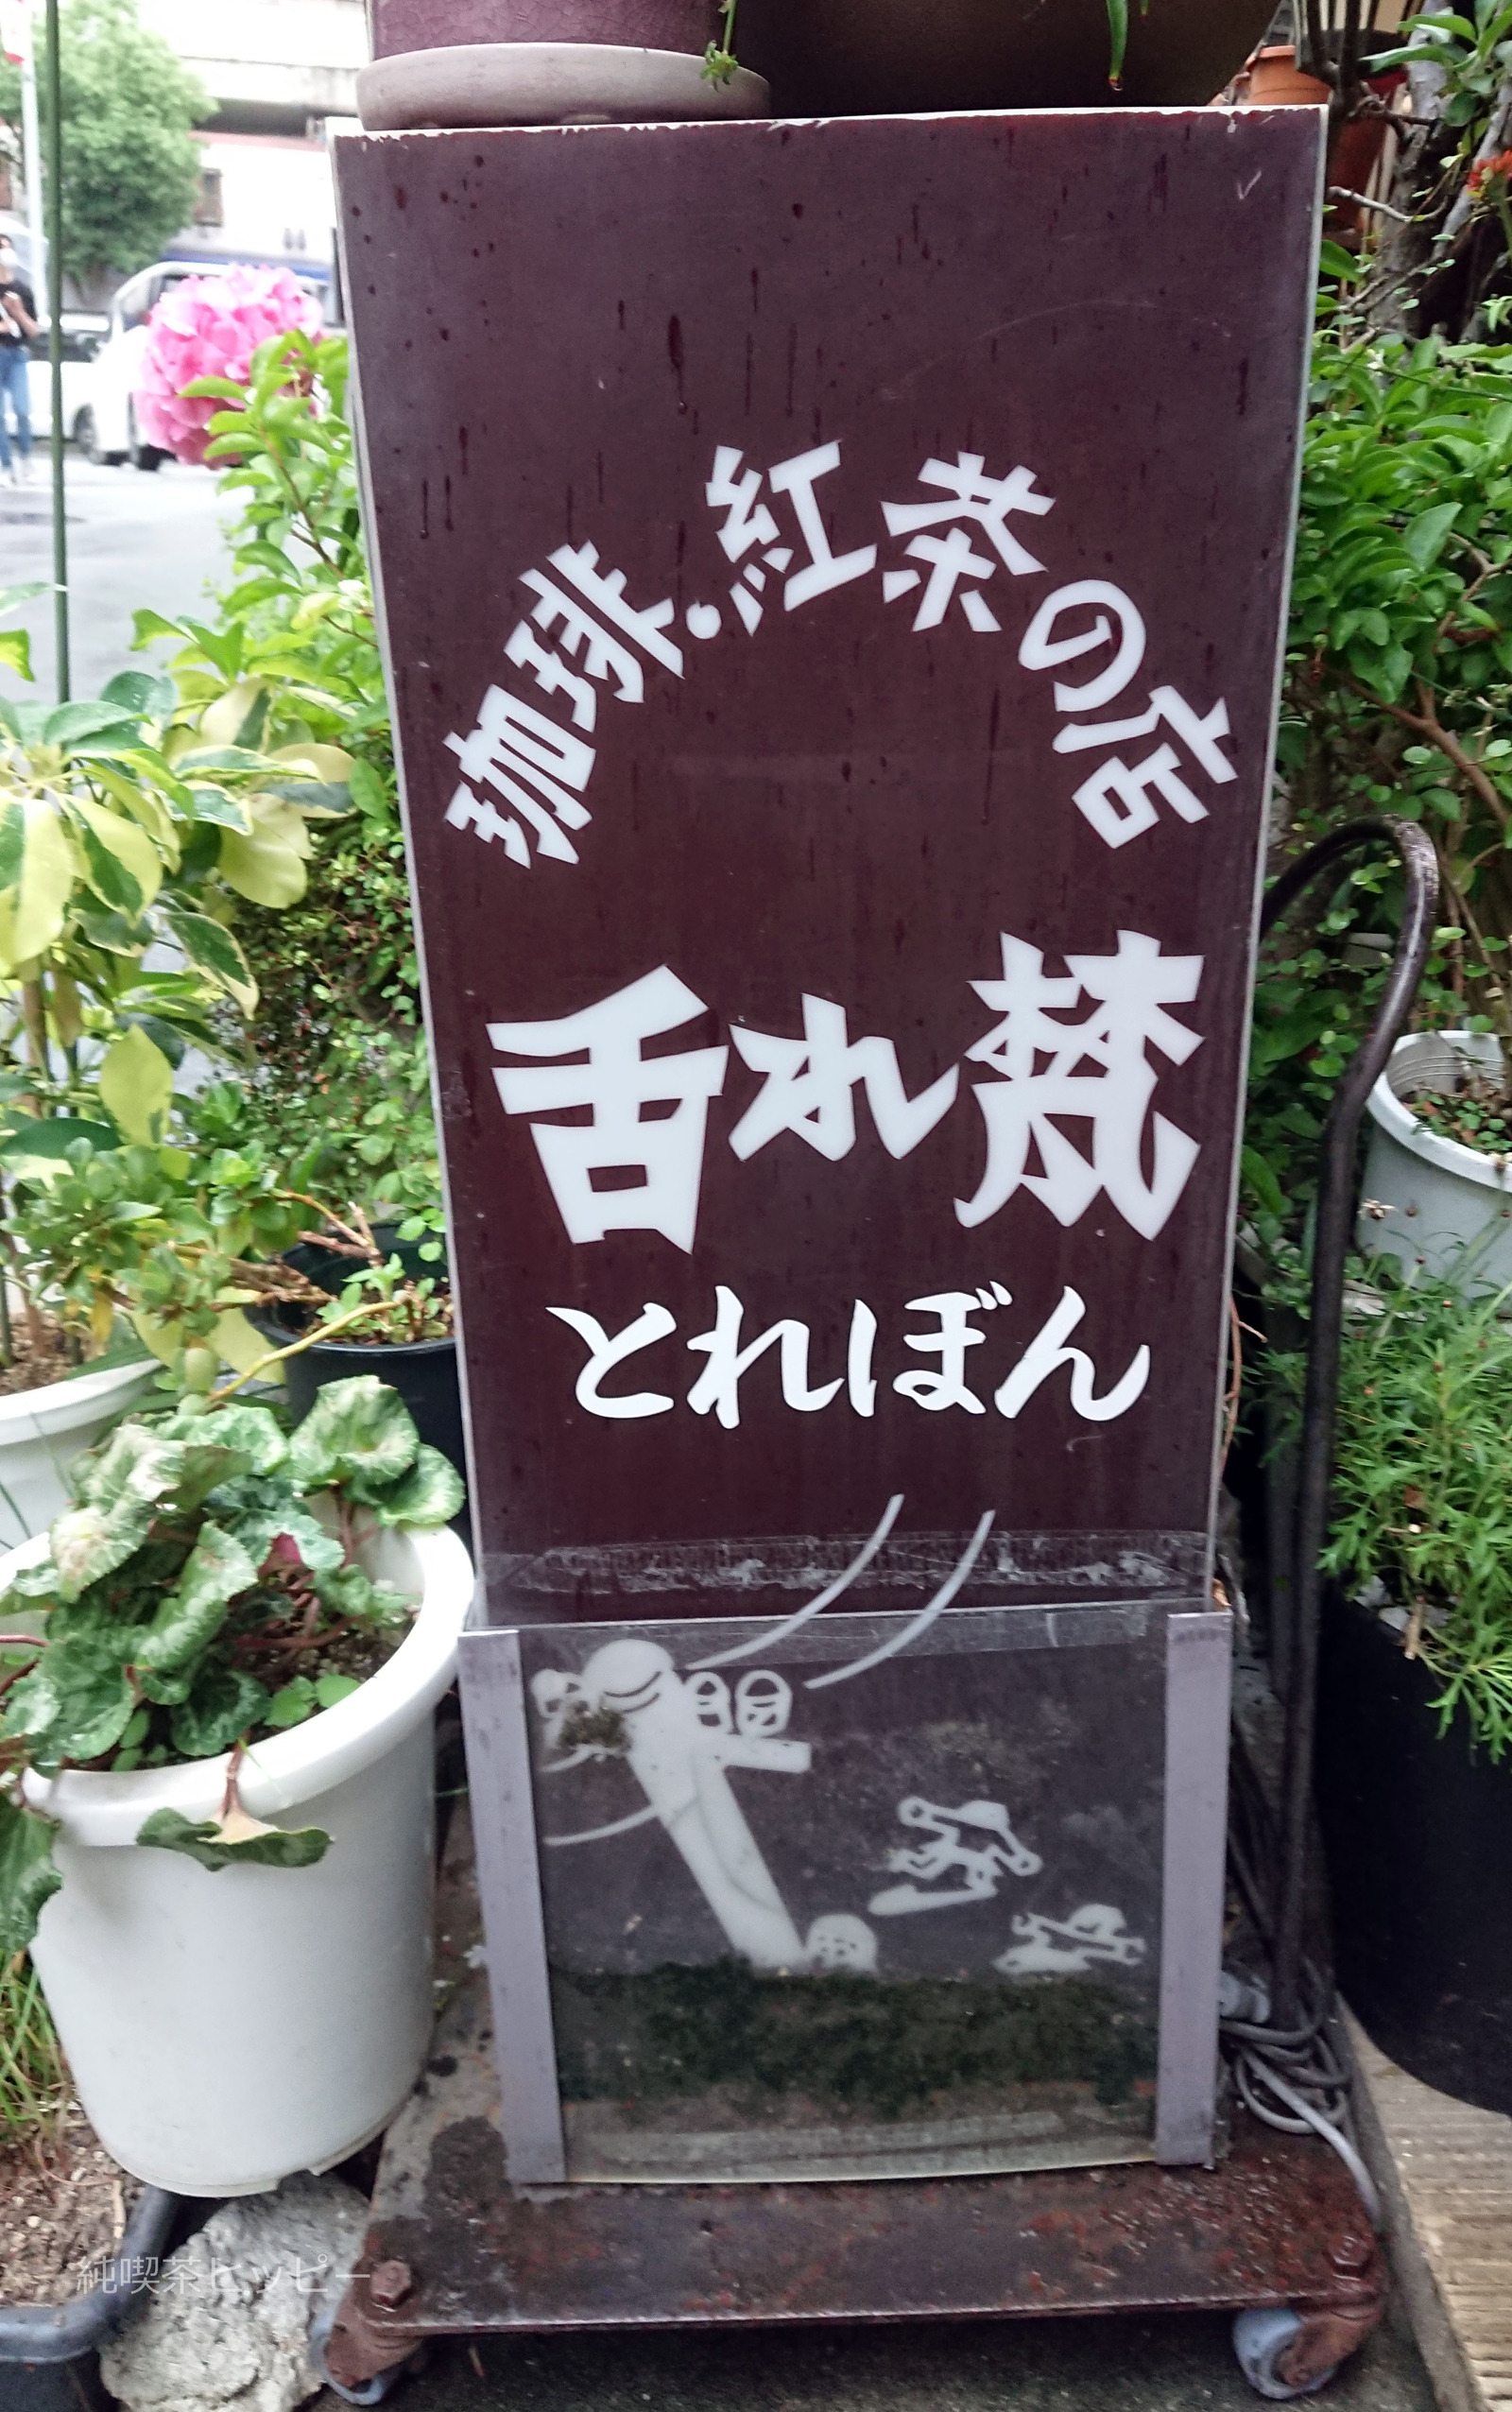 珈琲.紅茶の店
舌れ梵
とれぼん
純喫茶ヒッピー